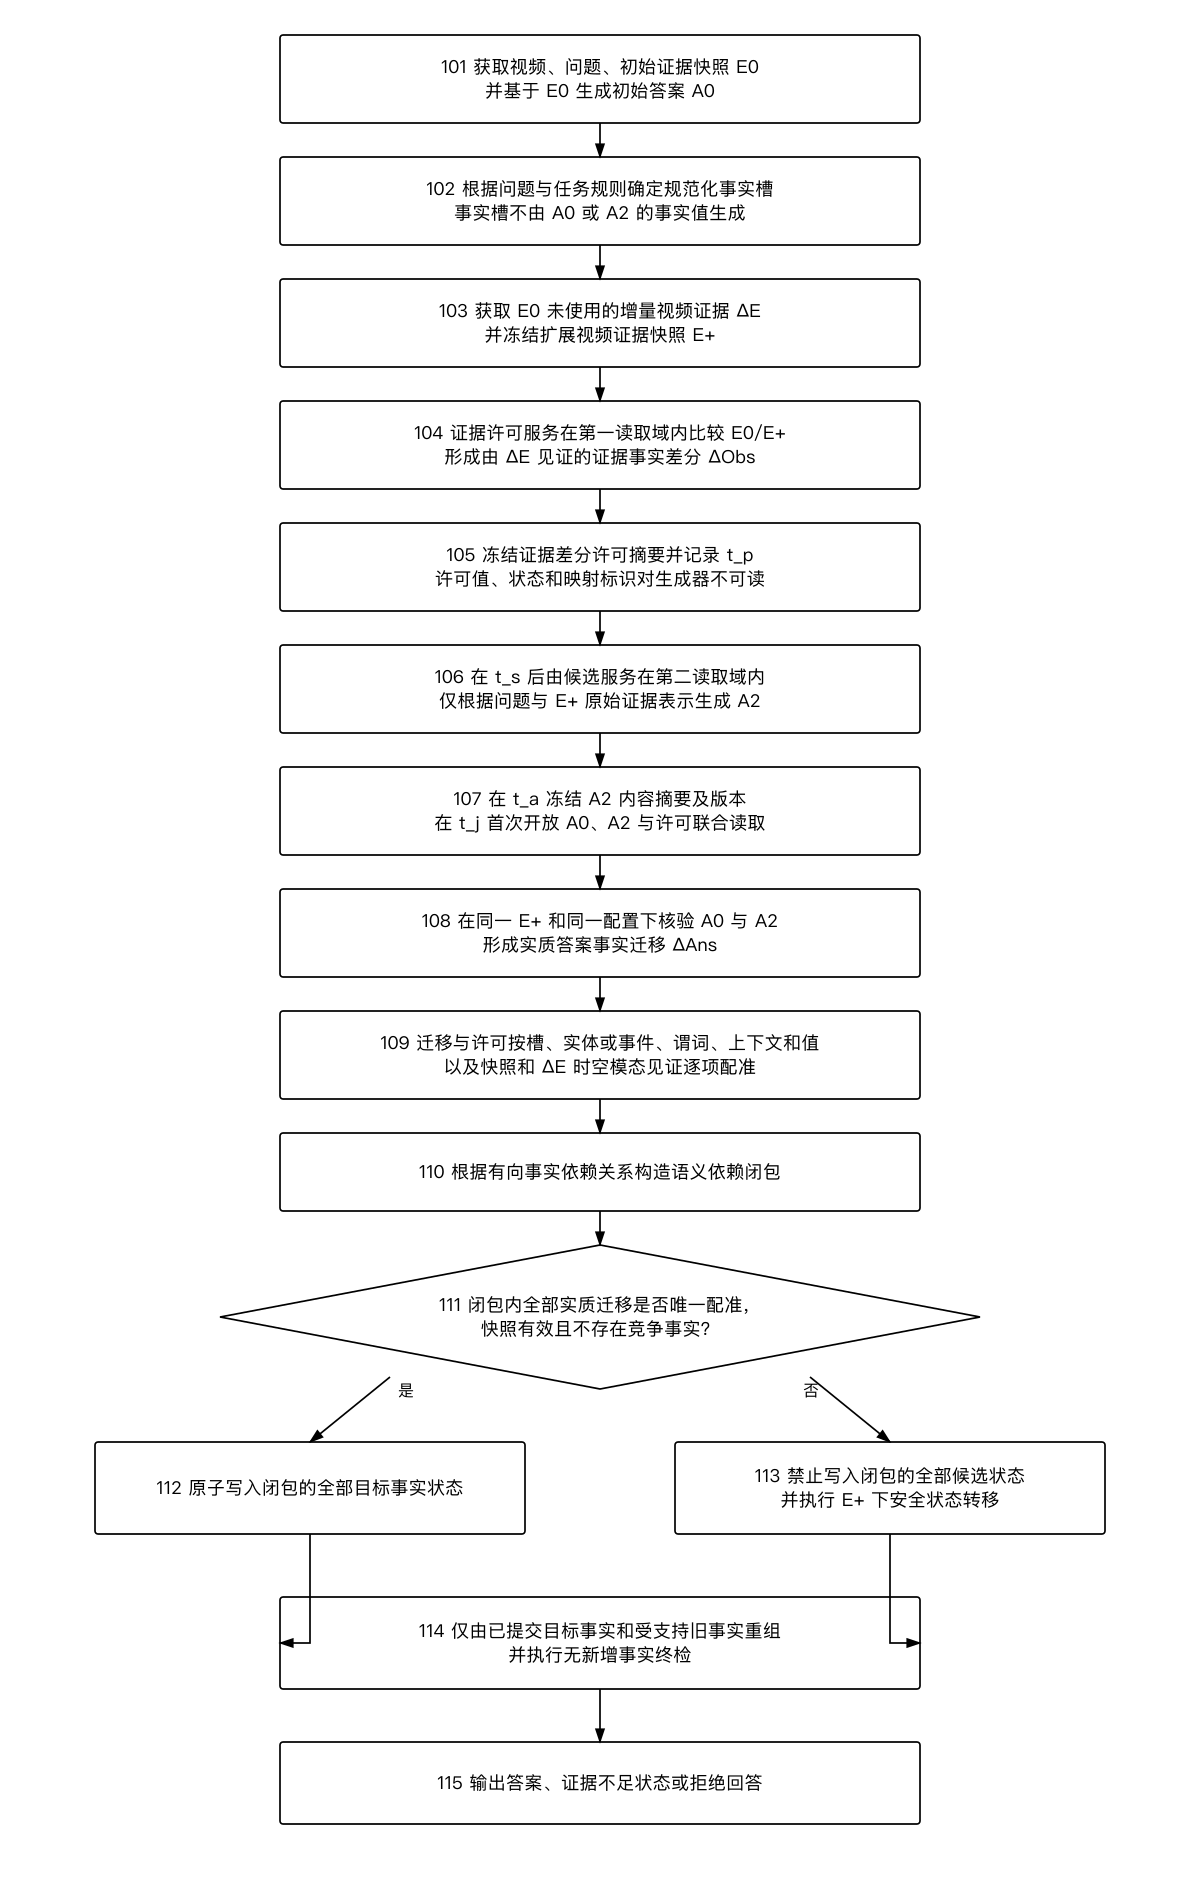 101 获取视频、问题、初始证据快照 E0
并基于 E0 生成初始答案 A0
102 根据问题与任务规则确定规范化事实槽
事实槽不由 A0 或 A2 的事实值生成
103 获取 E0 未使用的增量视频证据 ΔE
并冻结扩展视频证据快照 E+
104 证据许可服务在第一读取域内比较 E0/E+
形成由 ΔE 见证的证据事实差分 ΔObs
105 冻结证据差分许可摘要并记录 t_p
许可值、状态和映射标识对生成器不可读
106 在 t_s 后由候选服务在第二读取域内
仅根据问题与 E+ 原始证据表示生成 A2
107 在 t_a 冻结 A2 内容摘要及版本
在 t_j 首次开放 A0、A2 与许可联合读取
108 在同一 E+ 和同一配置下核验 A0 与 A2
形成实质答案事实迁移 ΔAns
109 迁移与许可按槽、实体或事件、谓词、上下文和值
以及快照和 ΔE 时空模态见证逐项配准
110 根据有向事实依赖关系构造语义依赖闭包
111 闭包内全部实质迁移是否唯一配准，
快照有效且不存在竞争事实？
是
否
112 原子写入闭包的全部目标事实状态
113 禁止写入闭包的全部候选状态
并执行 E+ 下安全状态转移
114 仅由已提交目标事实和受支持旧事实重组
并执行无新增事实终检
115 输出答案、证据不足状态或拒绝回答